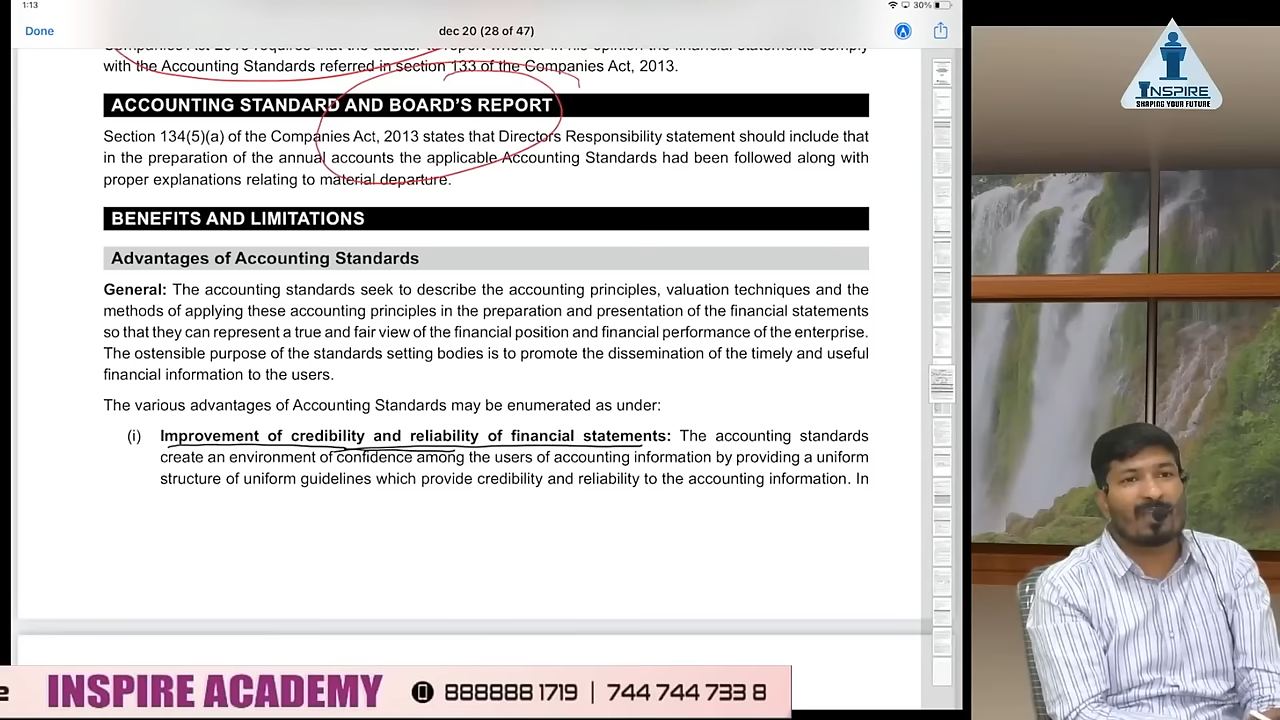 1:13
30%
Done
dec 20 (28 of 47)
with the Accounting Standards referred in section 133 of the Companies Act, 2013.
ACCOUNTING STANDARD AND BOARD'S REPORT
Section 134(5)(a) of the Companies Act, 2013 states that Directors Responsibility statement should include that
in the preparation of the annual accounts the applicable Accounting Standards had been followed along with
proper explanations relating to material departure.
BENEFITS AND LIMITATIONS
Advantages of Accounting Standards
General: The accounting standards seek to describe the accounting principles, valuation techniques and the
methods of applying these accounting principles in the preparation and presentation of the financial statements
so that they can represent a true and fair view of the financial position and financial performance of the enterprise.
The ostensible purpose of the standards setting bodies is to promote the dissemination of the timely and useful
financial information to the users.
The various advantages of Accounting Standards may be enumerated as under:
(i) Improvement of credibility and reliability of financial statements: The accounting standards
create an environment of confidence among the users of accounting information by providing a uniform
structure of uniform guidelines which provide credibility and reliability to the accounting information. In
INSPIRE
SHAPING YOUR FUTURE
INSPIRE ACADEMY 888888 1719 | 744 744 733 8